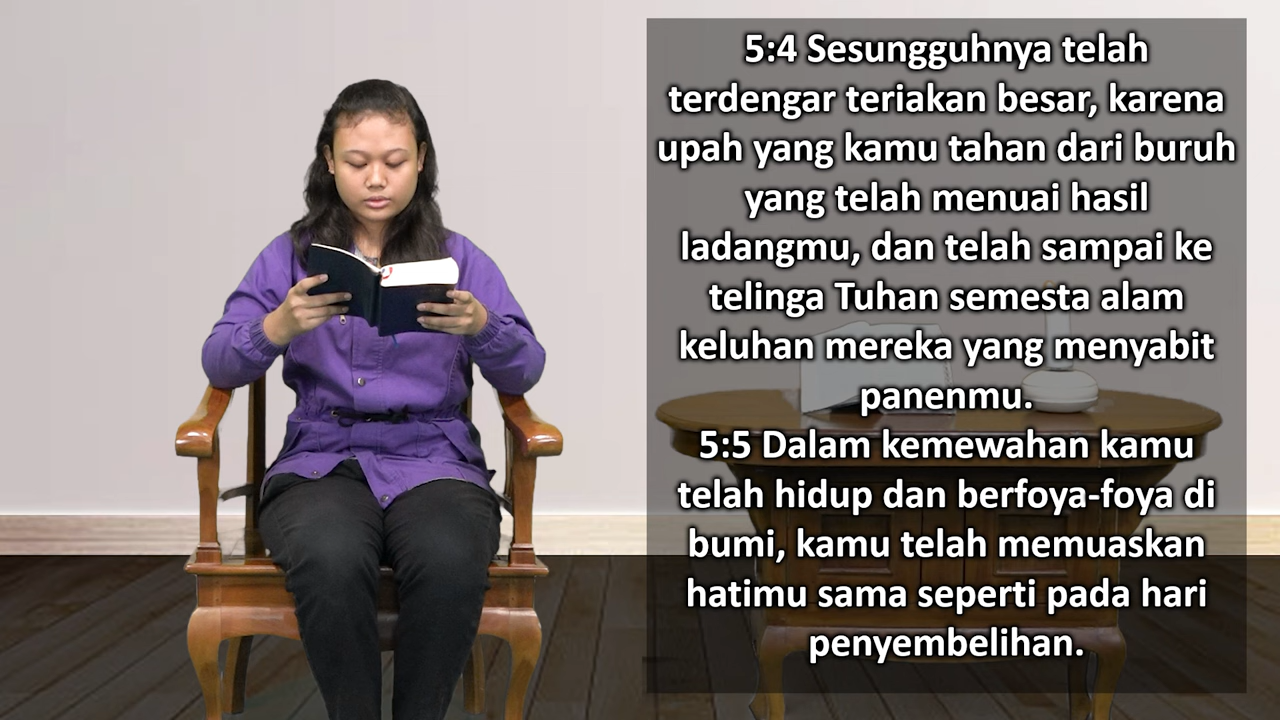 5:4 Sesungguhnya telah
terdengar teriakan besar, karena
upah yang kamu tahan dari buruh
yang telah menuai hasil
ladangmu, dan telah sampai ke
telinga Tuhan semesta alam
keluhan mereka yang menyabit
panenmu.
5:5 Dalam kemewahan kamu
telah hidup dan berfoya-foya di
bumi, kamu telah memuaskan
hatimu sama seperti pada hari
penyembelihan.